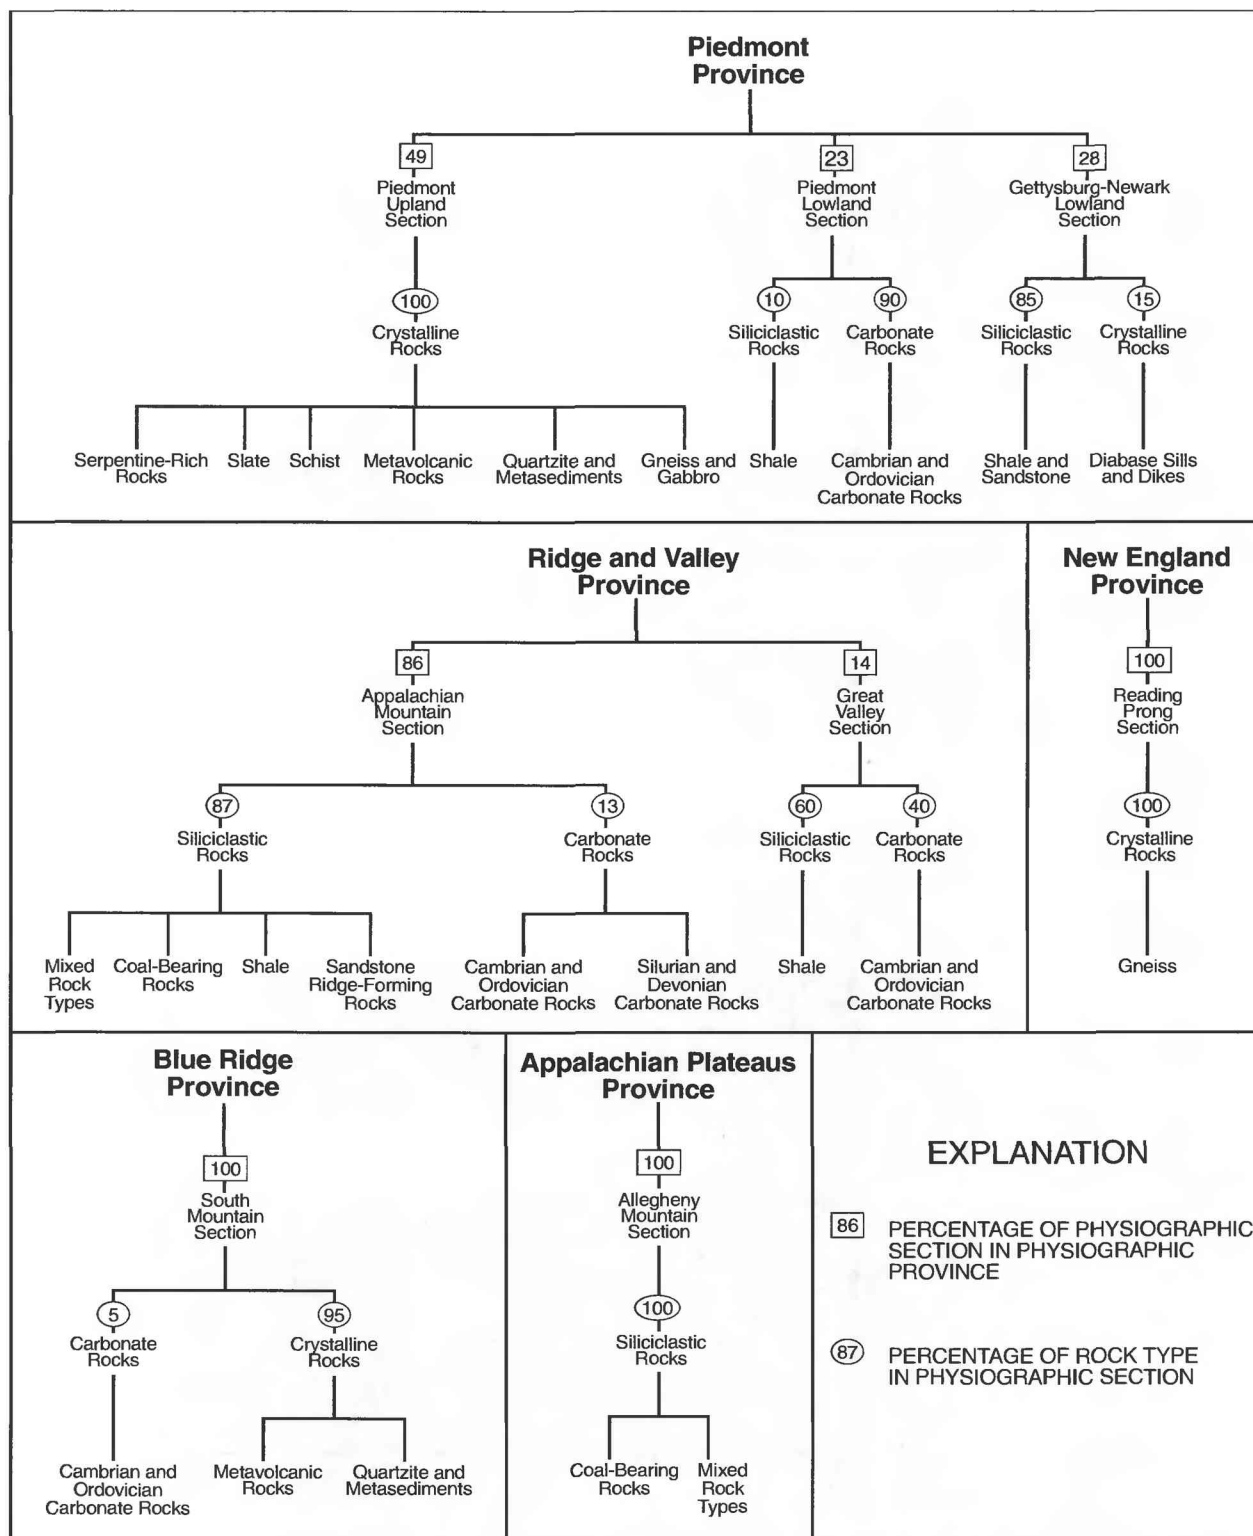 Piedmont
Province
49
23
28
Piedmont
Upland
Section
Piedmont
Lowland
Section
Gettysburg-Newark
Lowland
Section
100
10
90
85
15
Crystalline
Rocks
Siliciclastic
Rocks
Carbonate
Rocks
Siliciclastic
Rocks
Crystalline
Rocks
Serpentine-Rich
Rocks
Slate
Schist
Metavolcanic
Rocks
Quartzite and
Metasediments
Gneiss and
Gabbro
Shale
Cambrian and
Ordovician
Carbonate Rocks
Shale and
Sandstone
Diabase Sills
and Dikes
Ridge and Valley
Province
86
14
Appalachian
Mountain
Section
Great
Valley
Section
87
13
60
40
Siliciclastic
Rocks
Carbonate
Rocks
Siliciclastic
Rocks
Carbonate
Rocks
Mixed
Rock
Types
Coal-Bearing
Rocks
Shale
Sandstone
Ridge-Forming
Rocks
Cambrian and
Ordovician
Carbonate Rocks
Silurian and
Devonian
Carbonate Rocks
Shale
Cambrian and
Ordovician
Carbonate Rocks
New England
Province
100
Reading
Prong
Section
100
Crystalline
Rocks
Gneiss
Blue Ridge
Province
100
South
Mountain
Section
5
95
Carbonate
Rocks
Crystalline
Rocks
Cambrian and
Ordovician
Carbonate Rocks
Metavolcanic
Rocks
Quartzite and
Metasediments
Appalachian Plateaus
Province
100
Allegheny
Mountain
Section
100
Siliciclastic
Rocks
Coal-Bearing
Rocks
Mixed
Rock
Types
EXPLANATION
86 PERCENTAGE OF PHYSIOGRAPHIC
SECTION IN PHYSIOGRAPHIC
PROVINCE
87 PERCENTAGE OF ROCK TYPE
IN PHYSIOGRAPHIC SECTION